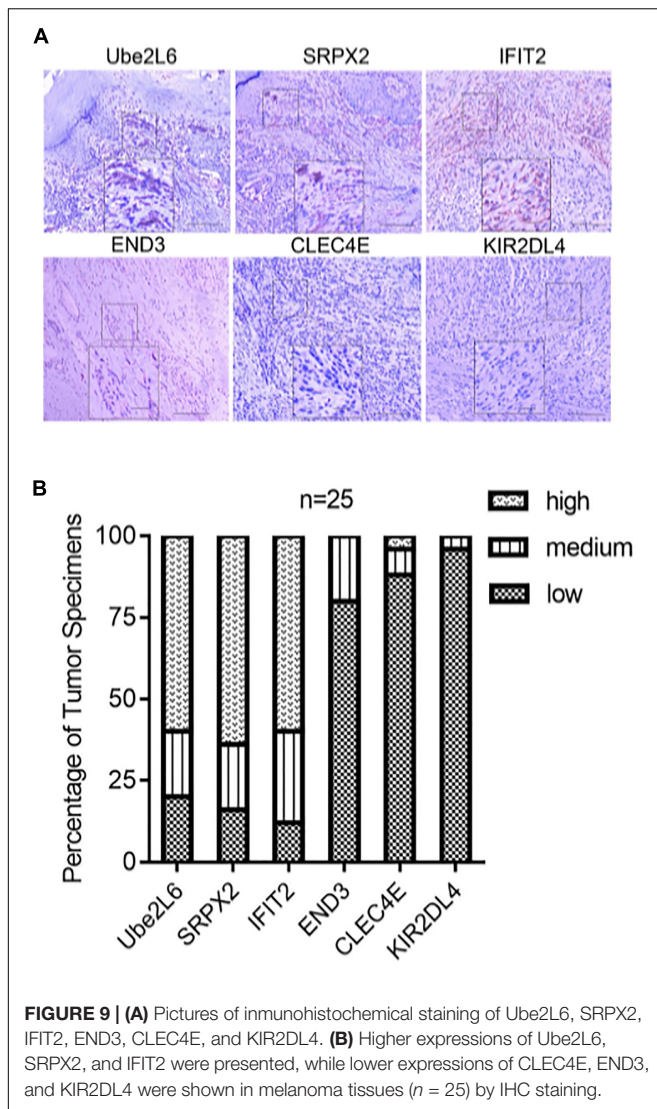 A
Ube2L6 SRPX2 IFIT2
END3 CLEC4E KIR2DL4
B
n=25
high
medium
low
Percentage of Tumor Specimens
100
75
50
25
0
Ube2L6 SRPX2 IFIT2 END3 CLEC4E KIR2DL4
FIGURE 9 | (A) Pictures of inmunohistochemical staining of Ube2L6, SRPX2,
IFIT2, END3, CLEC4E, and KIR2DL4. (B) Higher expressions of Ube2L6,
SRPX2, and IFIT2 were presented, while lower expressions of CLEC4E, END3,
and KIR2DL4 were shown in melanoma tissues (n = 25) by IHC staining.